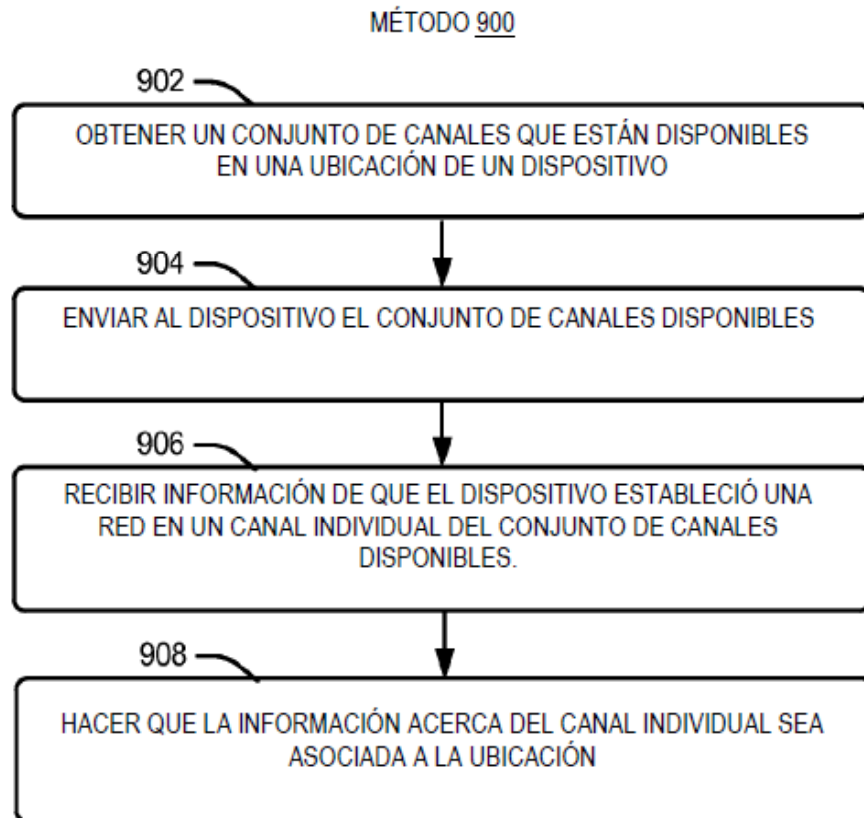 MÉTODO 900
902
OBTENER UN CONJUNTO DE CANALES QUE ESTÁN DISPONIBLES
EN UNA UBICACIÓN DE UN DISPOSITIVO
904
ENVIAR AL DISPOSITIVO EL CONJUNTO DE CANALES DISPONIBLES
906
RECIBIR INFORMACIÓN DE QUE EL DISPOSITIVO ESTABLECIÓ UNA
RED EN UN CANAL INDIVIDUAL DEL CONJUNTO DE CANALES
DISPONIBLES.
908
HACER QUE LA INFORMACIÓN ACERCA DEL CANAL INDIVIDUAL SEA
ASOCIADA A LA UBICACIÓN